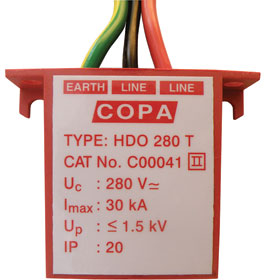 EARTH LINE LINE
COPA
TYPE: HDO 280 T
CAT No. C00041 II
Uc : 280 V≂
Imax : 30 kA
Up : ≤ 1.5 kV
IP : 20